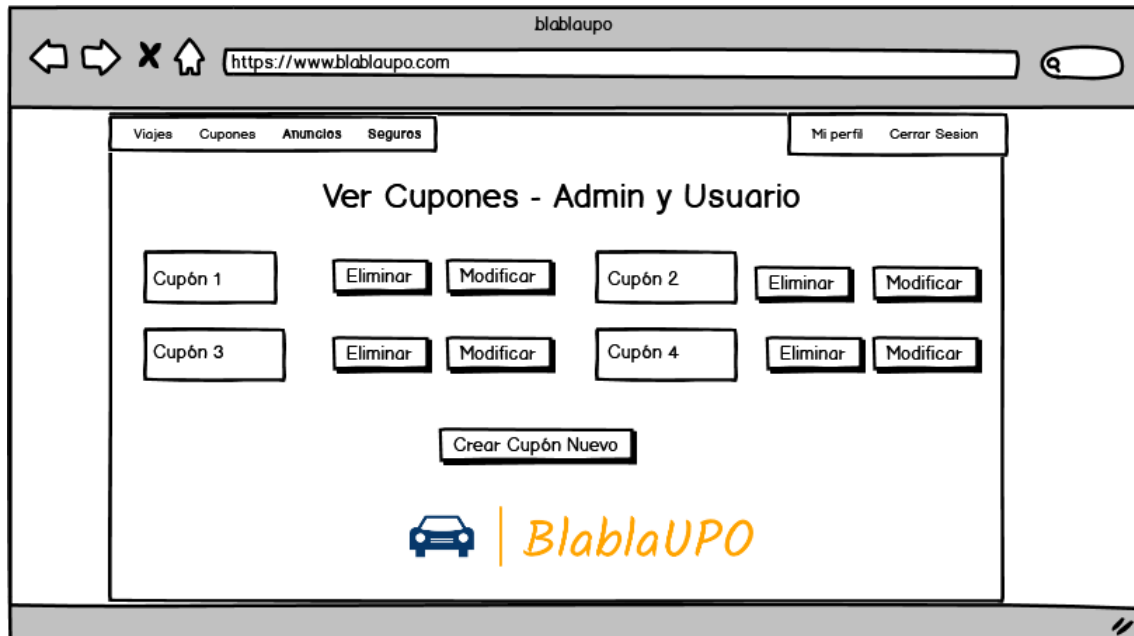 blablaupo
https://www.blablaupo.com
Viajes Cupones Anuncios Seguros Mi perfil Cerrar Sesion
Ver Cupones - Admin y Usuario
Cupón 1 Eliminar Modificar Cupón 2 Eliminar Modificar
Cupón 3 Eliminar Modificar Cupón 4 Eliminar Modificar
Crear Cupón Nuevo
BlablaUPO